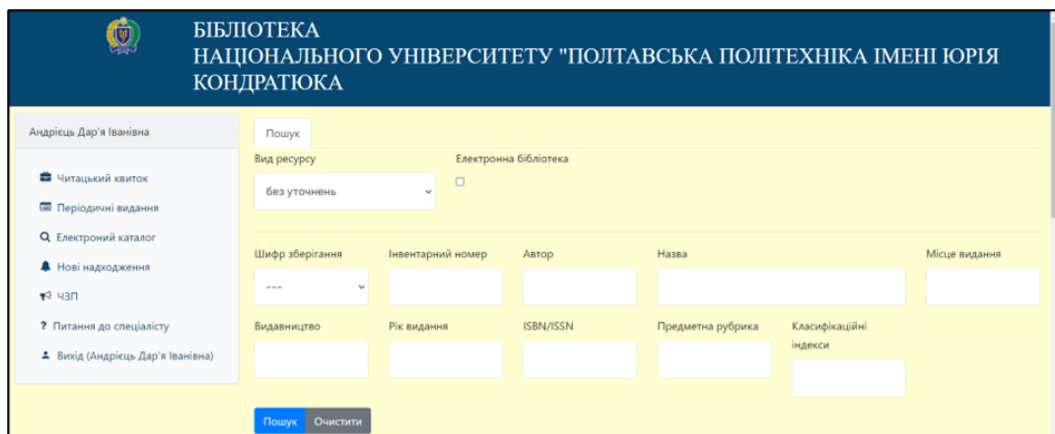 БІБЛІОТЕКА
НАЦІОНАЛЬНОГО УНІВЕРСИТЕТУ "ПОЛТАВСЬКА ПОЛІТЕХНІКА ІМЕНІ ЮРІЯ
КОНДРАТЮКА
Андрієць Дар'я Іванівна
Читацький квиток
Періодичні видання
Електроний каталог
Нові надходження
ЧЗП
? Питання до спеціалісту
Вихід (Андрієць Дар'я Іванівна)
Пошук
Вид ресурсу Електронна бібліотека
без уточнень
Шифр зберігання Інвентарний номер Автор Назва Місце видання
---
Видавництво Рік видання ISBN/ISSN Предметна рубрика Класифікаційні
індекси
Пошук Очистити